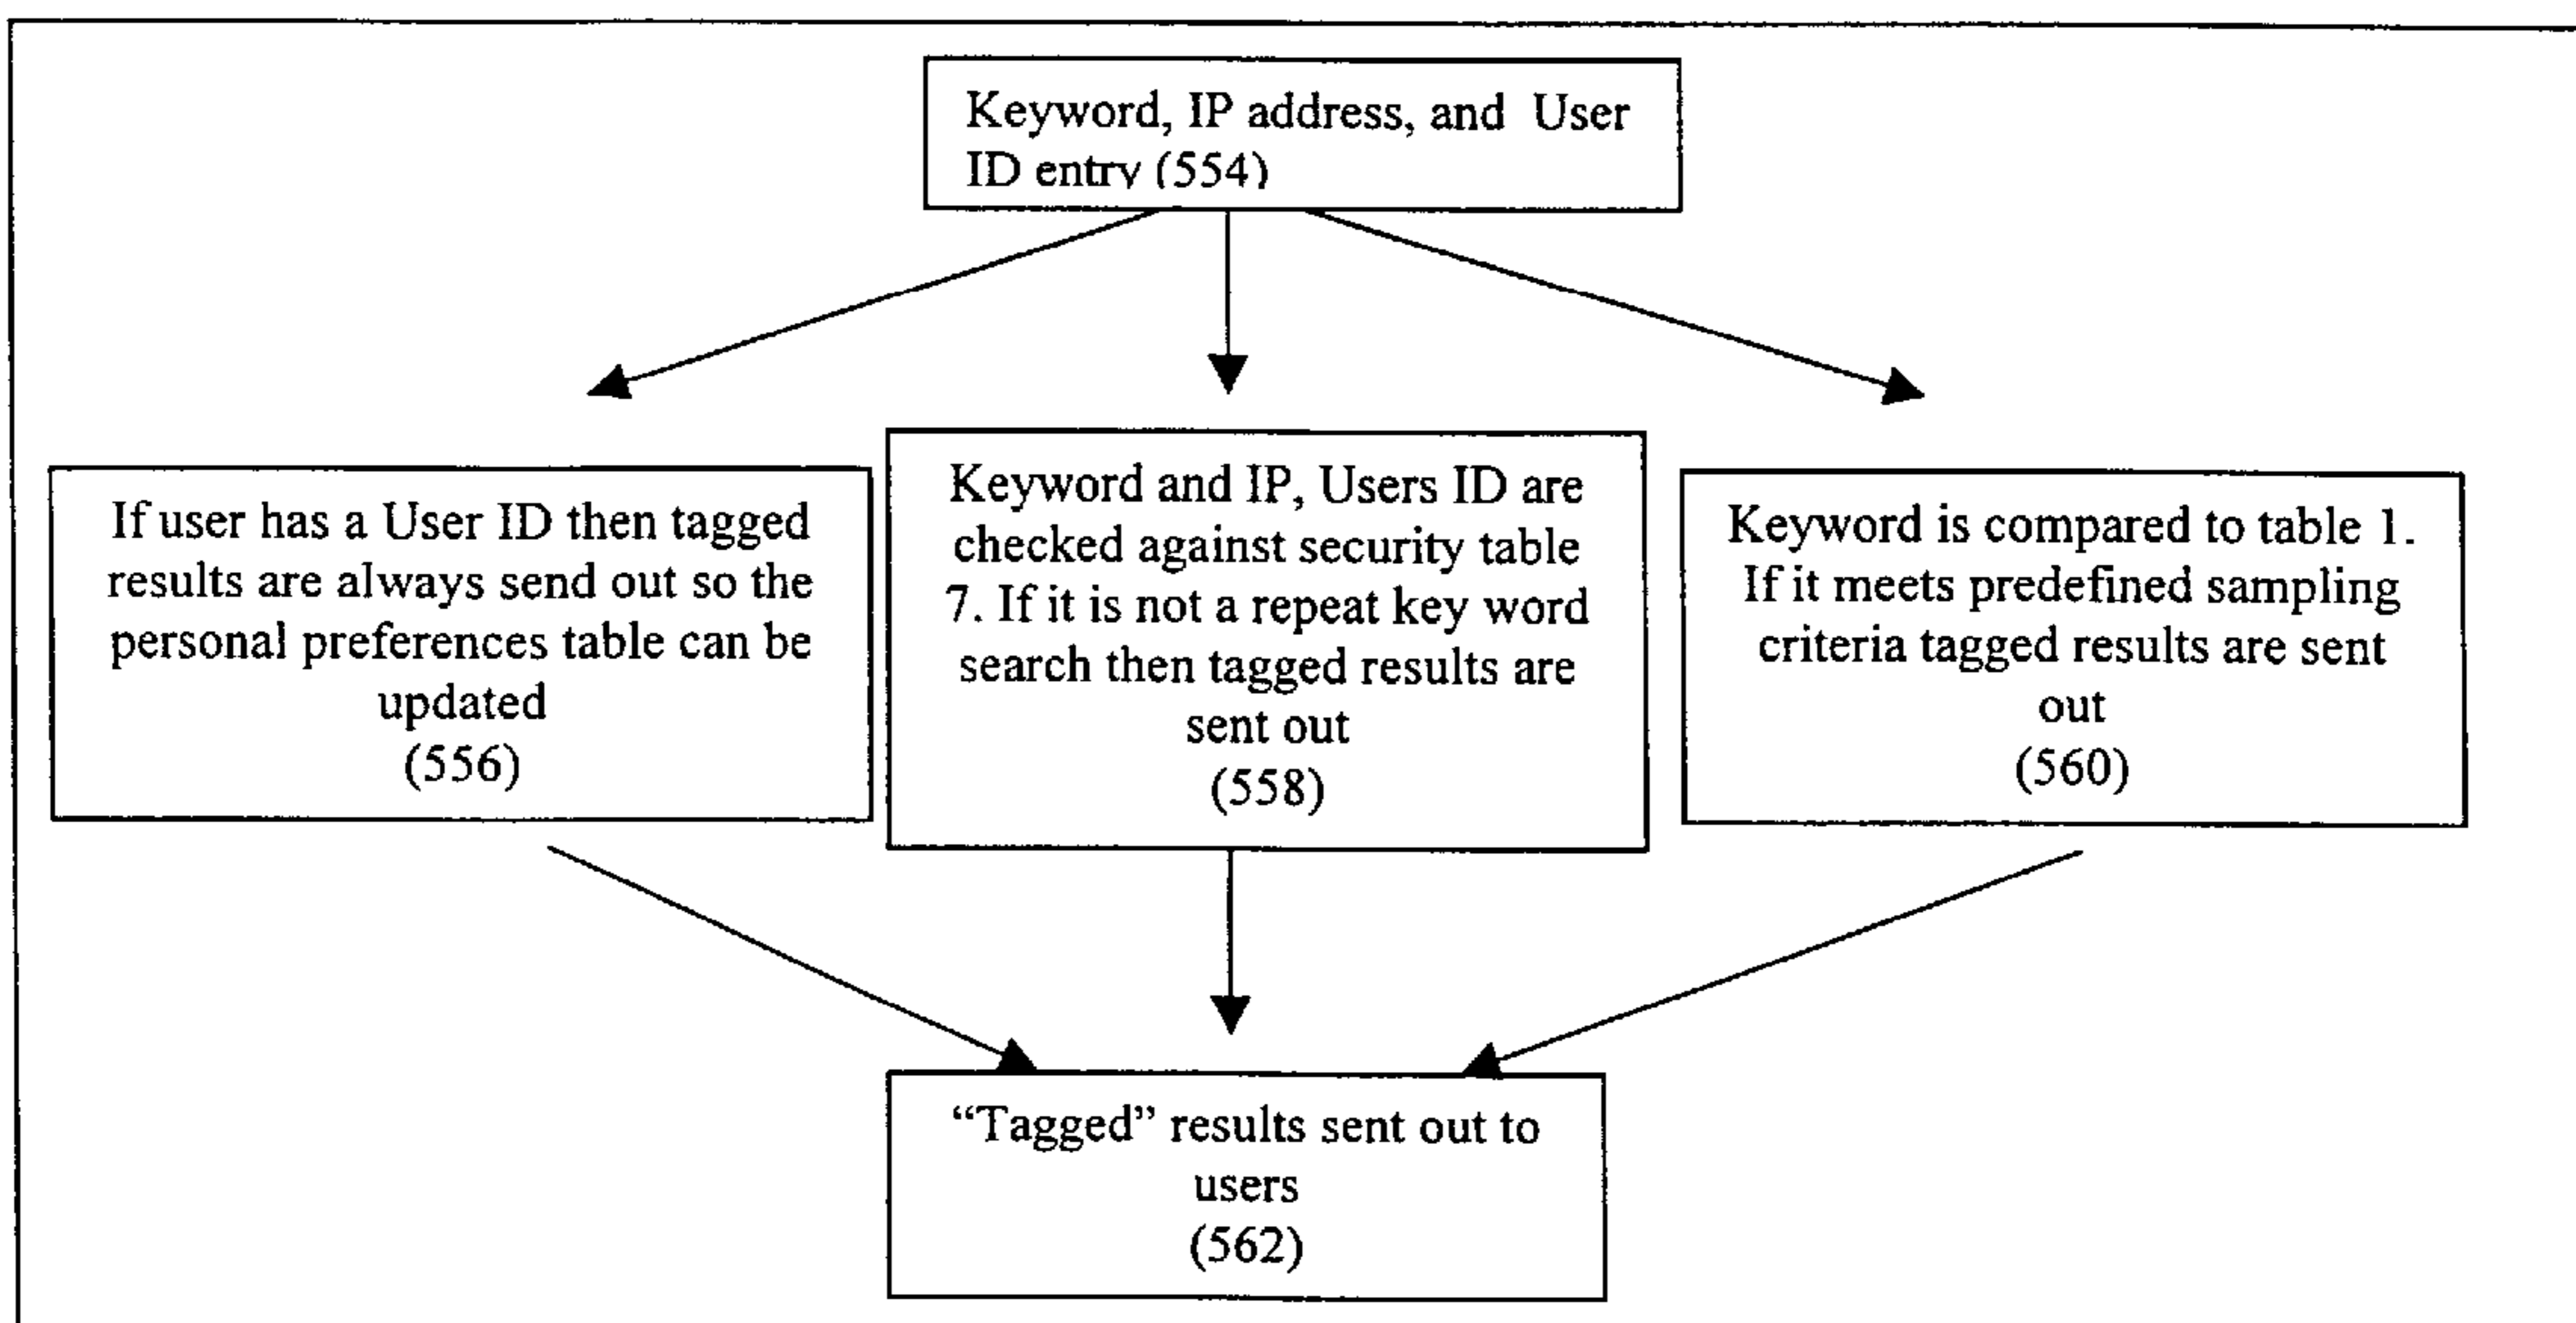 Keyword, IP address, and User
ID entry (554)
If user has a User ID then tagged
results are always send out so the
personal preferences table can be
updated
(556)
Keyword and IP, Users ID are
checked against security table
7. If it is not a repeat key word
search then tagged results are
sent out
(558)
Keyword is compared to table 1.
If it meets predefined sampling
criteria tagged results are sent
out
(560)
“Tagged” results sent out to
users
(562)